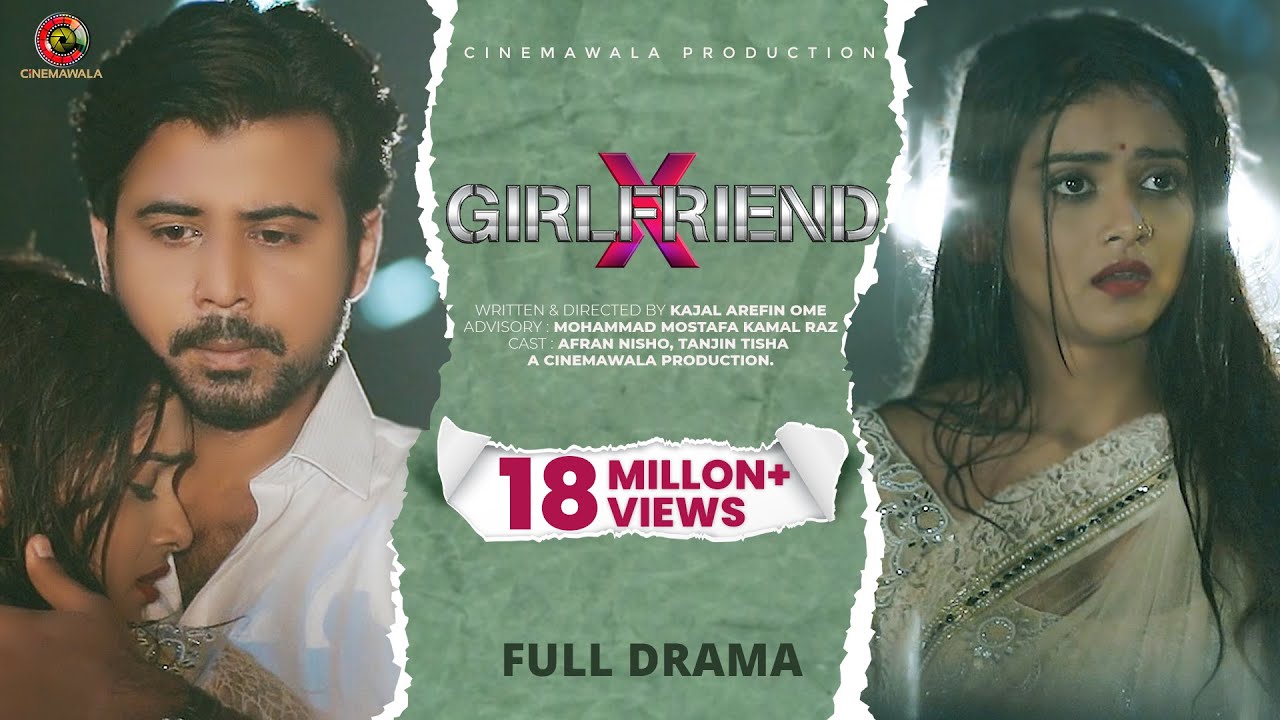 CiNEMAWALA
CINEMAWALA PRODUCTION
X GIRLFRIEND
WRITTEN & DIRECTED BY KAJAL AREFIN OME
ADVISORY : MOHAMMAD MOSTAFA KAMAL RAZ
CAST : AFRAN NISHO, TANJIN TISHA
A CINEMAWALA PRODUCTION.
18 MILLON+
VIEWS
FULL DRAMA